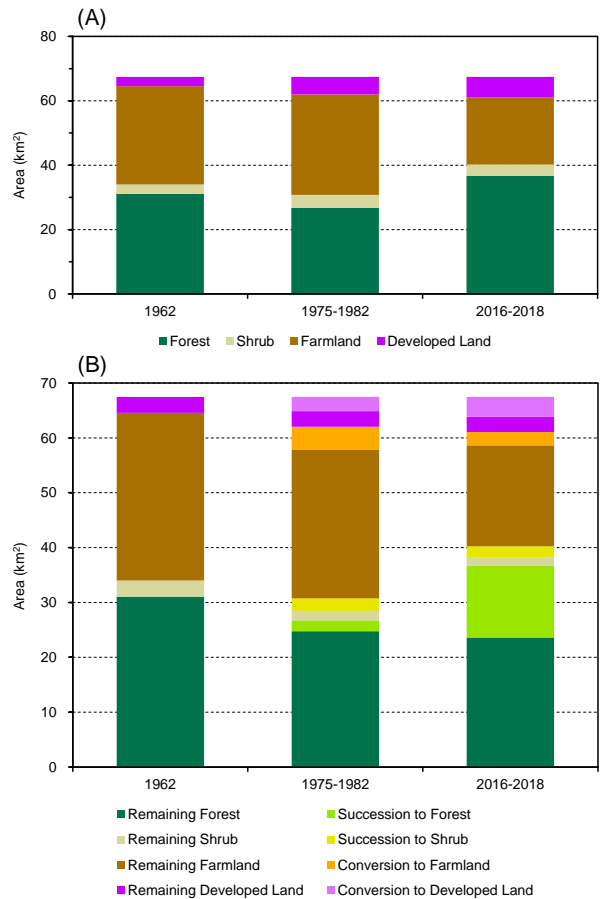 (A)
80
60
40
20
0
Area (km²)
1962 1975-1982 2016-2018
Forest Shrub Farmland Developed Land
(B)
70
60
50
40
30
20
10
0
Area (km²)
1962 1975-1982 2016-2018
Remaining Forest Succession to Forest
Remaining Shrub Succession to Shrub
Remaining Farmland Conversion to Farmland
Remaining Developed Land Conversion to Developed Land